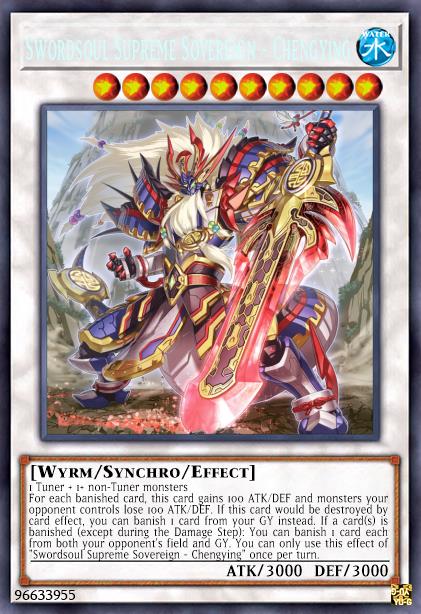 Swordsoul Supreme Sovereign - Chengying
WATER
水
[Wyrm/Synchro/Effect]
1 Tuner + 1+ non-Tuner monsters
For each banished card, this card gains 100 ATK/DEF and monsters your
opponent controls lose 100 ATK/DEF. If this card would be destroyed by
card effect, you can banish 1 card from your GY instead. If a card(s) is
banished (except during the Damage Step): You can banish 1 card each
from both your opponent's field and GY. You can only use this effect of
"Swordsoul Supreme Sovereign - Chengying" once per turn.
ATK/3000 DEF/3000
96633955